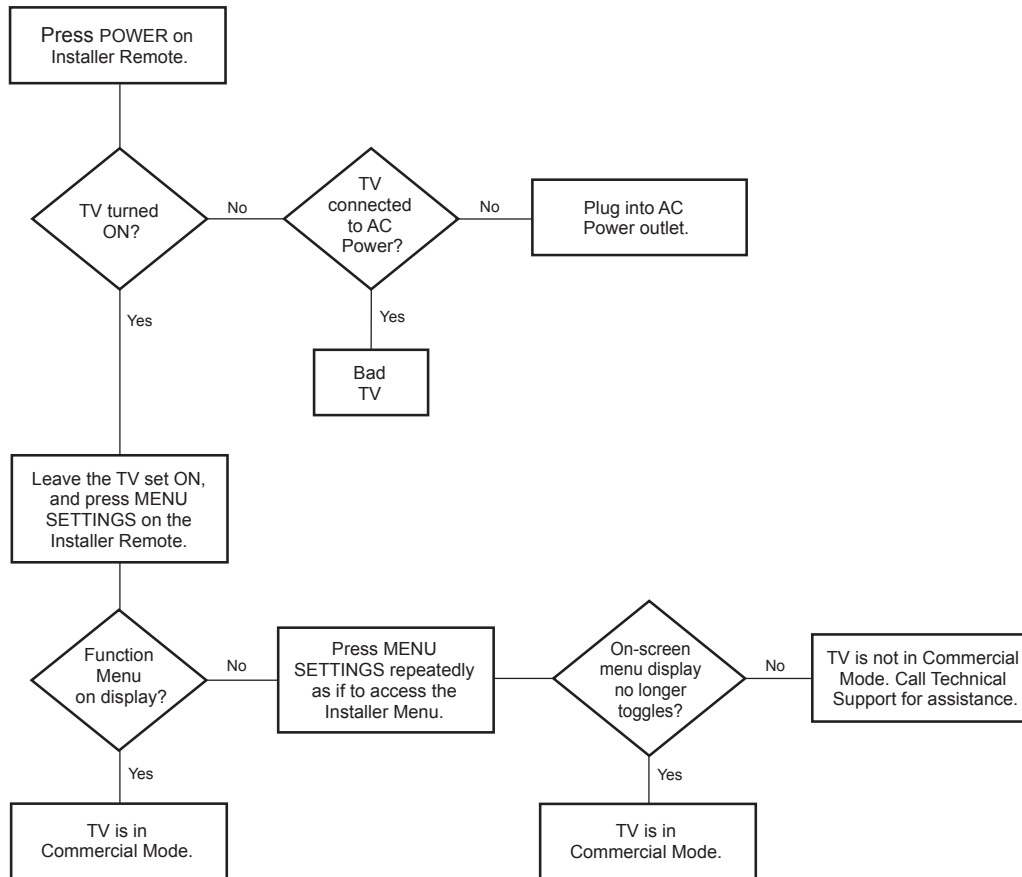 Press POWER on
Installer Remote.
TV turned
ON?
No
TV
connected
to AC
Power?
No
Plug into AC
Power outlet.
Yes
Yes
Bad
TV
Leave the TV set ON,
and press MENU
SETTINGS on the
Installer Remote.
Function
Menu
on display?
No
Press MENU
SETTINGS repeatedly
as if to access the
Installer Menu.
On-screen
menu display
no longer
toggles?
No
TV is not in Commercial
Mode. Call Technical
Support for assistance.
Yes
Yes
TV is in
Commercial Mode.
TV is in
Commercial Mode.